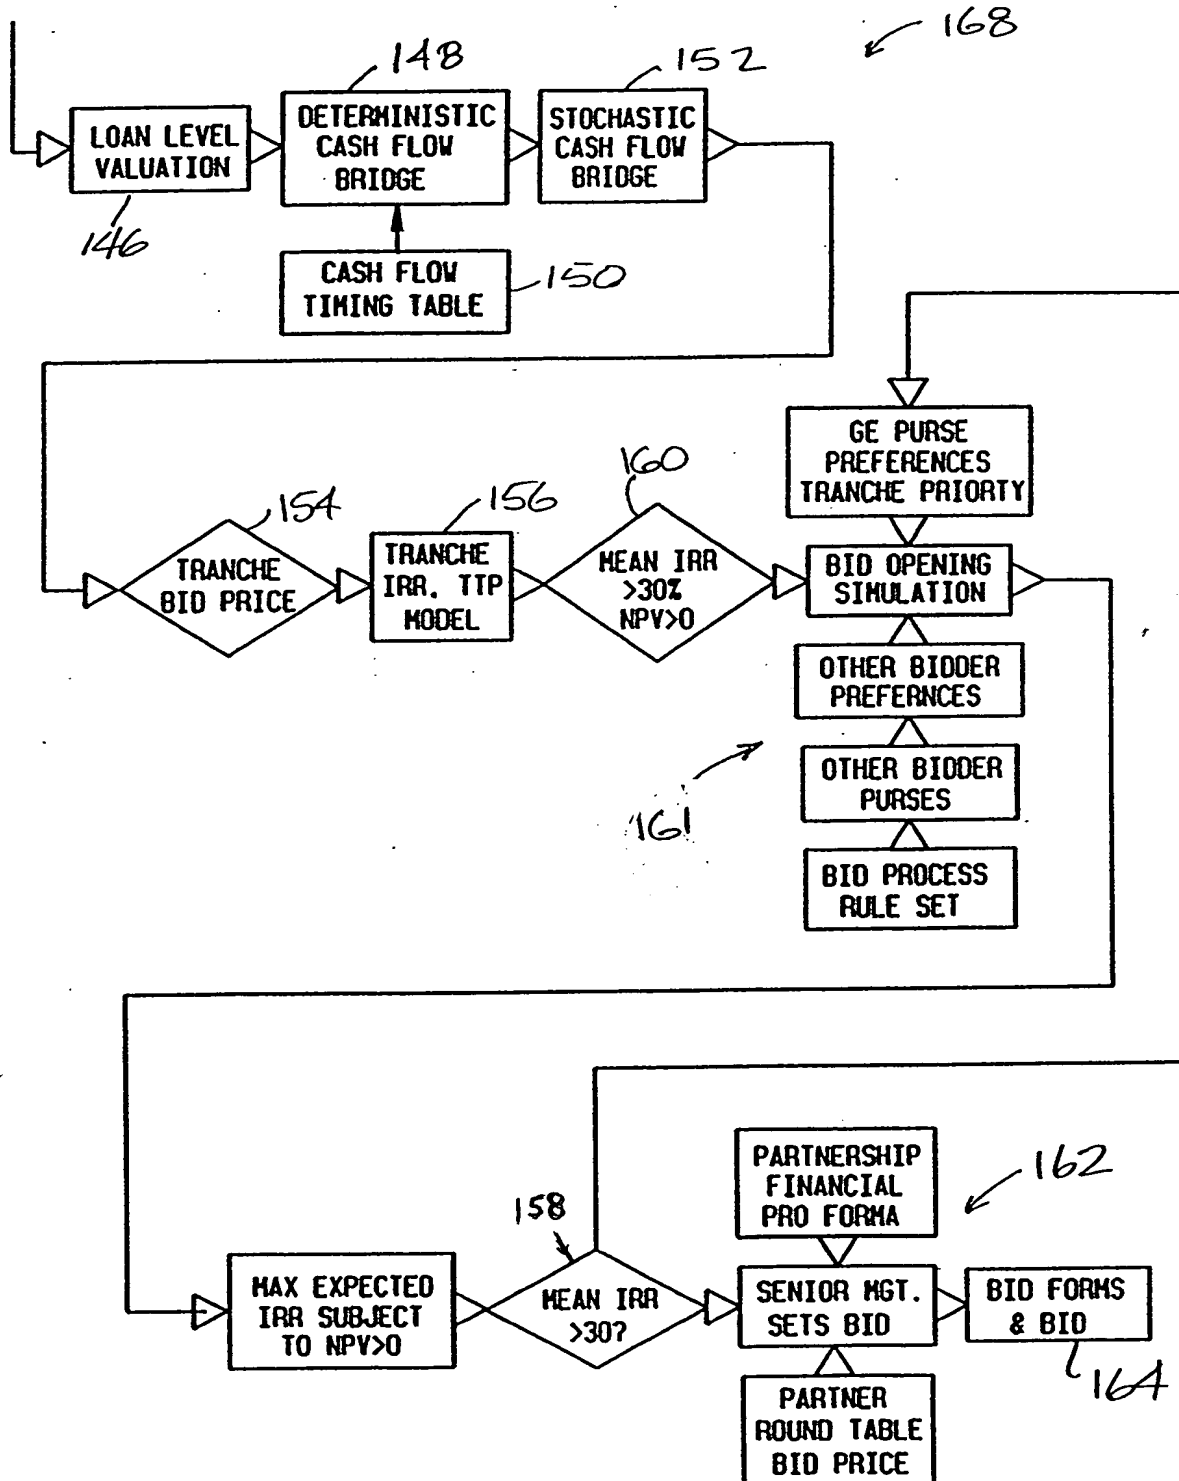 168
148
152
LOAN LEVEL
VALUATION
DETERMINISTIC
CASH FLOW
BRIDGE
STOCHASTIC
CASH FLOW
BRIDGE
146
CASH FLOW
TIMING TABLE
150
GE PURSE
PREFERENCES
TRANCHE PRIORTY
160
154
156
TRANCHE
BID PRICE
TRANCHE
IRR. TTP
MODEL
MEAN IRR
>30%
NPV>0
BID OPENING
SIMULATION
OTHER BIDDER
PREFERNCES
OTHER BIDDER
PURSES
161
BID PROCESS
RULE SET
PARTNERSHIP
FINANCIAL
PRO FORMA
162
158
MAX EXPECTED
IRR SUBJECT
TO NPV>0
MEAN IRR
>30?
SENIOR MGT.
SETS BID
BID FORMS
& BID
164
PARTNER
ROUND TABLE
BID PRICE